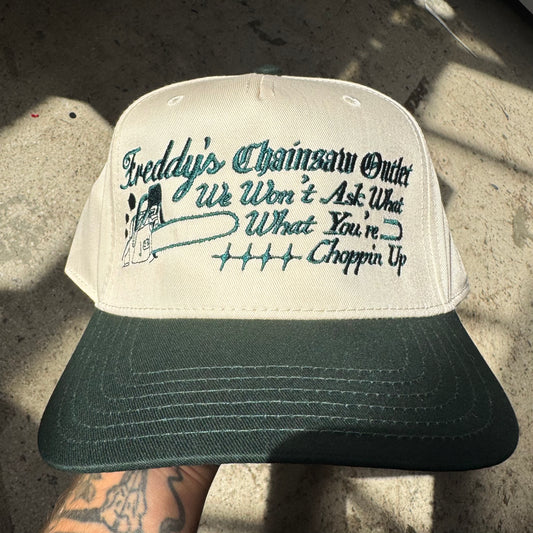 Freddy's Chainsaw Outlet
We Won't Ask What
What You're
Choppin Up